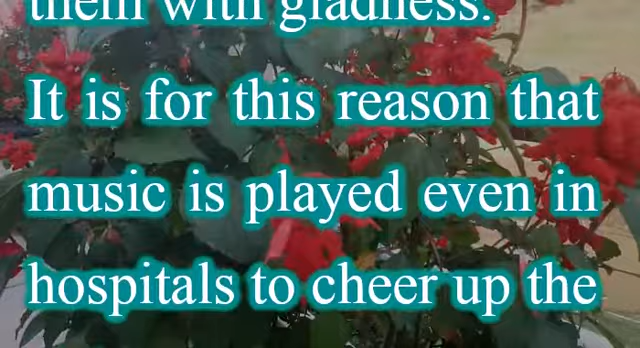 them with gladness.
It is for this reason that
music is played even in
hospitals to cheer up the